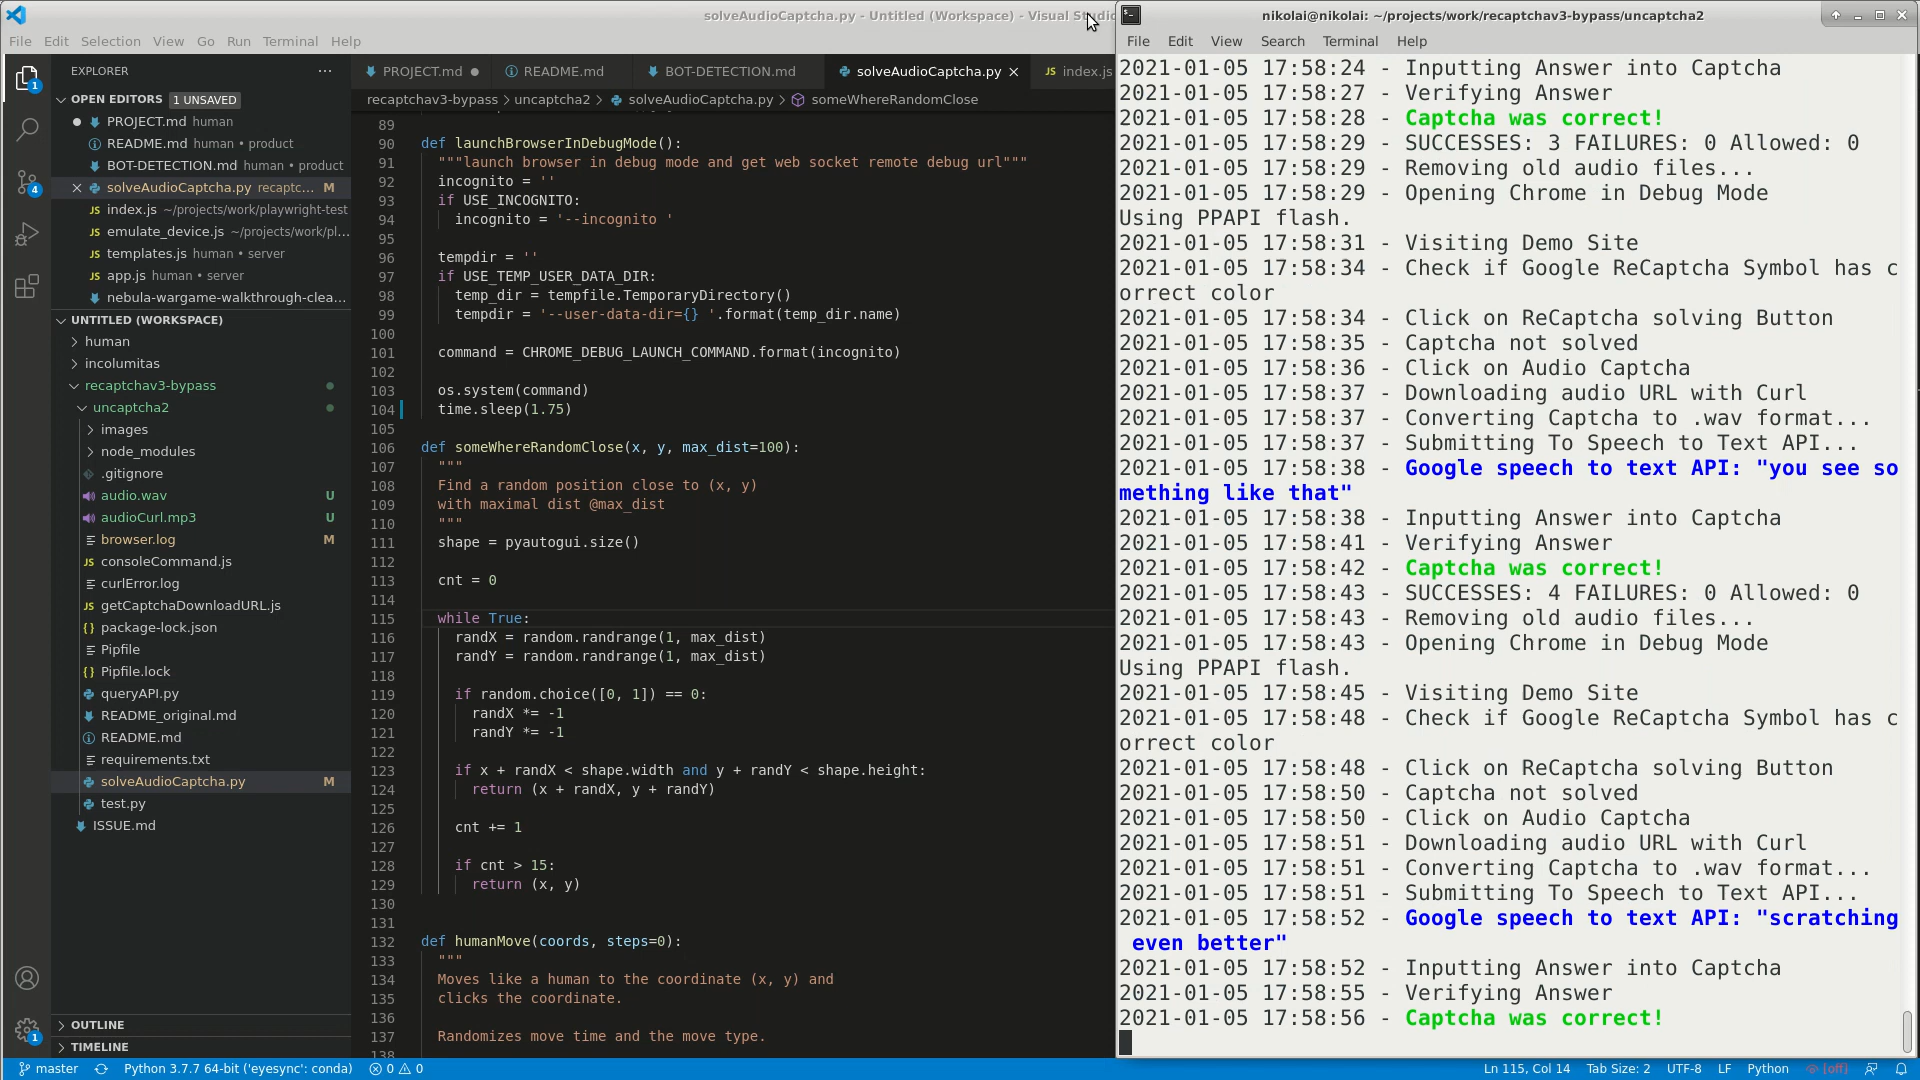 solveAudioCaptcha.py - Untitled (Workspace) - Visual Studio
File Edit Selection View Go Run Terminal Help
EXPLORER ...
OPEN EDITORS 1 UNSAVED
PROJECT.md human
README.md human • product
BOT-DETECTION.md human • product
solveAudioCaptcha.py recaptc... M
JS index.js ~/projects/work/playwright-test
JS emulate_device.js ~/projects/work/pl...
JS templates.js human • server
JS app.js human • server
nebula-wargame-walkthrough-clea...
UNTITLED (WORKSPACE)
human
incolumitas
recaptchav3-bypass
uncaptcha2
images
node_modules
.gitignore
audio.wav U
audioCurl.mp3 U
browser.log M
JS consoleCommand.js
curlError.log
JS getCaptchaDownloadURL.js
{} package-lock.json
Pipfile
{} Pipfile.lock
queryAPI.py
README_original.md
README.md
requirements.txt
solveAudioCaptcha.py M
test.py
ISSUE.md
OUTLINE
TIMELINE
1
4
1
PROJECT.md README.md BOT-DETECTION.md solveAudioCaptcha.py JS index.js
recaptchav3-bypass > uncaptcha2 > solveAudioCaptcha.py > someWhereRandomClose
89
90 def launchBrowserInDebugMode():
91 """launch browser in debug mode and get web socket remote debug url"""
92 incognito = ''
93 if USE_INCOGNITO:
94 incognito = '--incognito '
95
96 tempdir = ''
97 if USE_TEMP_USER_DATA_DIR:
98 temp_dir = tempfile.TemporaryDirectory()
99 tempdir = '--user-data-dir={} '.format(temp_dir.name)
100
101 command = CHROME_DEBUG_LAUNCH_COMMAND.format(incognito)
102
103 os.system(command)
104 time.sleep(1.75)
105
106 def someWhereRandomClose(x, y, max_dist=100):
107 """
108 Find a random position close to (x, y)
109 with maximal dist @max_dist
110 """
111 shape = pyautogui.size()
112
113 cnt = 0
114
115 while True:
116 randX = random.randrange(1, max_dist)
117 randY = random.randrange(1, max_dist)
118
119 if random.choice([0, 1]) == 0:
120 randX *= -1
121 randY *= -1
122
123 if x + randX < shape.width and y + randY < shape.height:
124 return (x + randX, y + randY)
125
126 cnt += 1
127
128 if cnt > 15:
129 return (x, y)
130
131
132 def humanMove(coords, steps=0):
133 """
134 Moves like a human to the coordinate (x, y) and
135 clicks the coordinate.
136
137 Randomizes move time and the move type.
138
nikolai@nikolai: ~/projects/work/recaptchav3-bypass/uncaptcha2
File Edit View Search Terminal Help
2021-01-05 17:58:24 - Inputting Answer into Captcha
2021-01-05 17:58:27 - Verifying Answer
2021-01-05 17:58:28 - Captcha was correct!
2021-01-05 17:58:29 - SUCCESSES: 3 FAILURES: 0 Allowed: 0
2021-01-05 17:58:29 - Removing old audio files...
2021-01-05 17:58:29 - Opening Chrome in Debug Mode
Using PPAPI flash.
2021-01-05 17:58:31 - Visiting Demo Site
2021-01-05 17:58:34 - Check if Google ReCaptcha Symbol has c
orrect color
2021-01-05 17:58:34 - Click on ReCaptcha solving Button
2021-01-05 17:58:35 - Captcha not solved
2021-01-05 17:58:36 - Click on Audio Captcha
2021-01-05 17:58:37 - Downloading audio URL with Curl
2021-01-05 17:58:37 - Converting Captcha to .wav format...
2021-01-05 17:58:37 - Submitting To Speech to Text API...
2021-01-05 17:58:38 - Google speech to text API: "you see so
mething like that"
2021-01-05 17:58:38 - Inputting Answer into Captcha
2021-01-05 17:58:41 - Verifying Answer
2021-01-05 17:58:42 - Captcha was correct!
2021-01-05 17:58:43 - SUCCESSES: 4 FAILURES: 0 Allowed: 0
2021-01-05 17:58:43 - Removing old audio files...
2021-01-05 17:58:43 - Opening Chrome in Debug Mode
Using PPAPI flash.
2021-01-05 17:58:45 - Visiting Demo Site
2021-01-05 17:58:48 - Check if Google ReCaptcha Symbol has c
orrect color
2021-01-05 17:58:48 - Click on ReCaptcha solving Button
2021-01-05 17:58:50 - Captcha not solved
2021-01-05 17:58:50 - Click on Audio Captcha
2021-01-05 17:58:51 - Downloading audio URL with Curl
2021-01-05 17:58:51 - Converting Captcha to .wav format...
2021-01-05 17:58:51 - Submitting To Speech to Text API...
2021-01-05 17:58:52 - Google speech to text API: "scratching
even better"
2021-01-05 17:58:52 - Inputting Answer into Captcha
2021-01-05 17:58:55 - Verifying Answer
2021-01-05 17:58:56 - Captcha was correct!
master Python 3.7.7 64-bit ('eyesync': conda) 0 0 Ln 115, Col 14 Tab Size: 2 UTF-8 LF Python [off]